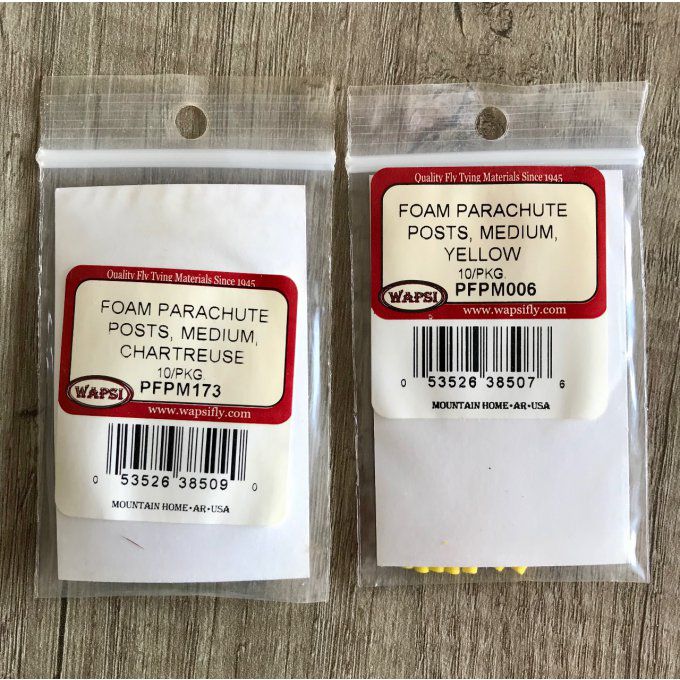 Quality Fly Tying Materials Since 1945
FOAM PARACHUTE
POSTS, MEDIUM,
CHARTREUSE
10/PKG
WAPSI
PFPM173
www.wapsifly.com
0 53526 38509 0
MOUNTAIN HOME•AR•USA
Quality Fly Tying Materials Since 1945
FOAM PARACHUTE
POSTS, MEDIUM,
YELLOW
10/PKG.
WAPSI
PFPM006
www.wapsifly.com
0 53526 38507 6
MOUNTAIN HOME•AR•USA